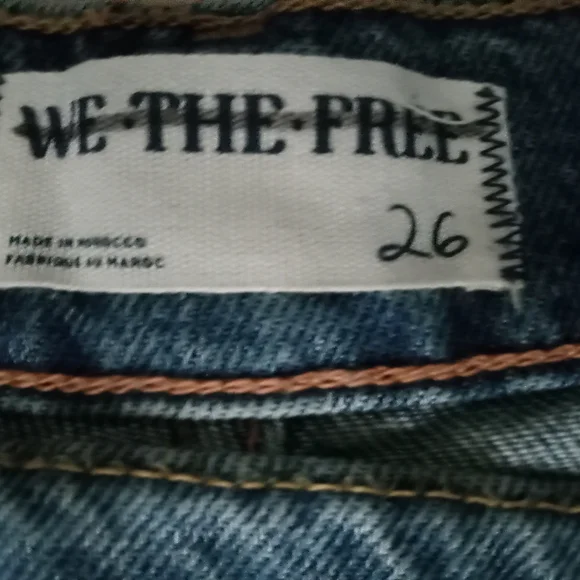 WE·THE·FREE
26
MADE IN MOROCCO
FABRIQUE AU MAROC